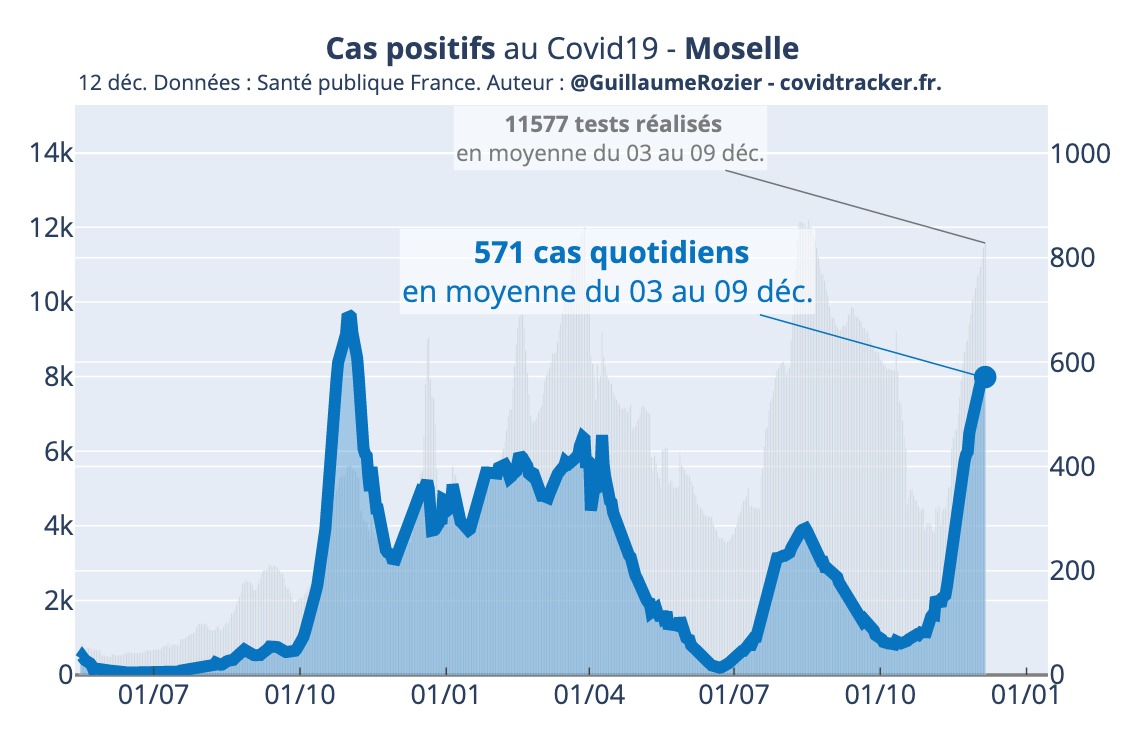 Cas positifs au Covid19 - Moselle
12 déc. Données : Santé publique France. Auteur : @GuillaumeRozier - covidtracker.fr.
11577 tests réalisés
en moyenne du 03 au 09 déc.
571 cas quotidiens
en moyenne du 03 au 09 déc.
14k
12k
10k
8k
6k
4k
2k
0
1000
800
600
400
200
0
01/07 01/10 01/01 01/04 01/07 01/10 01/01